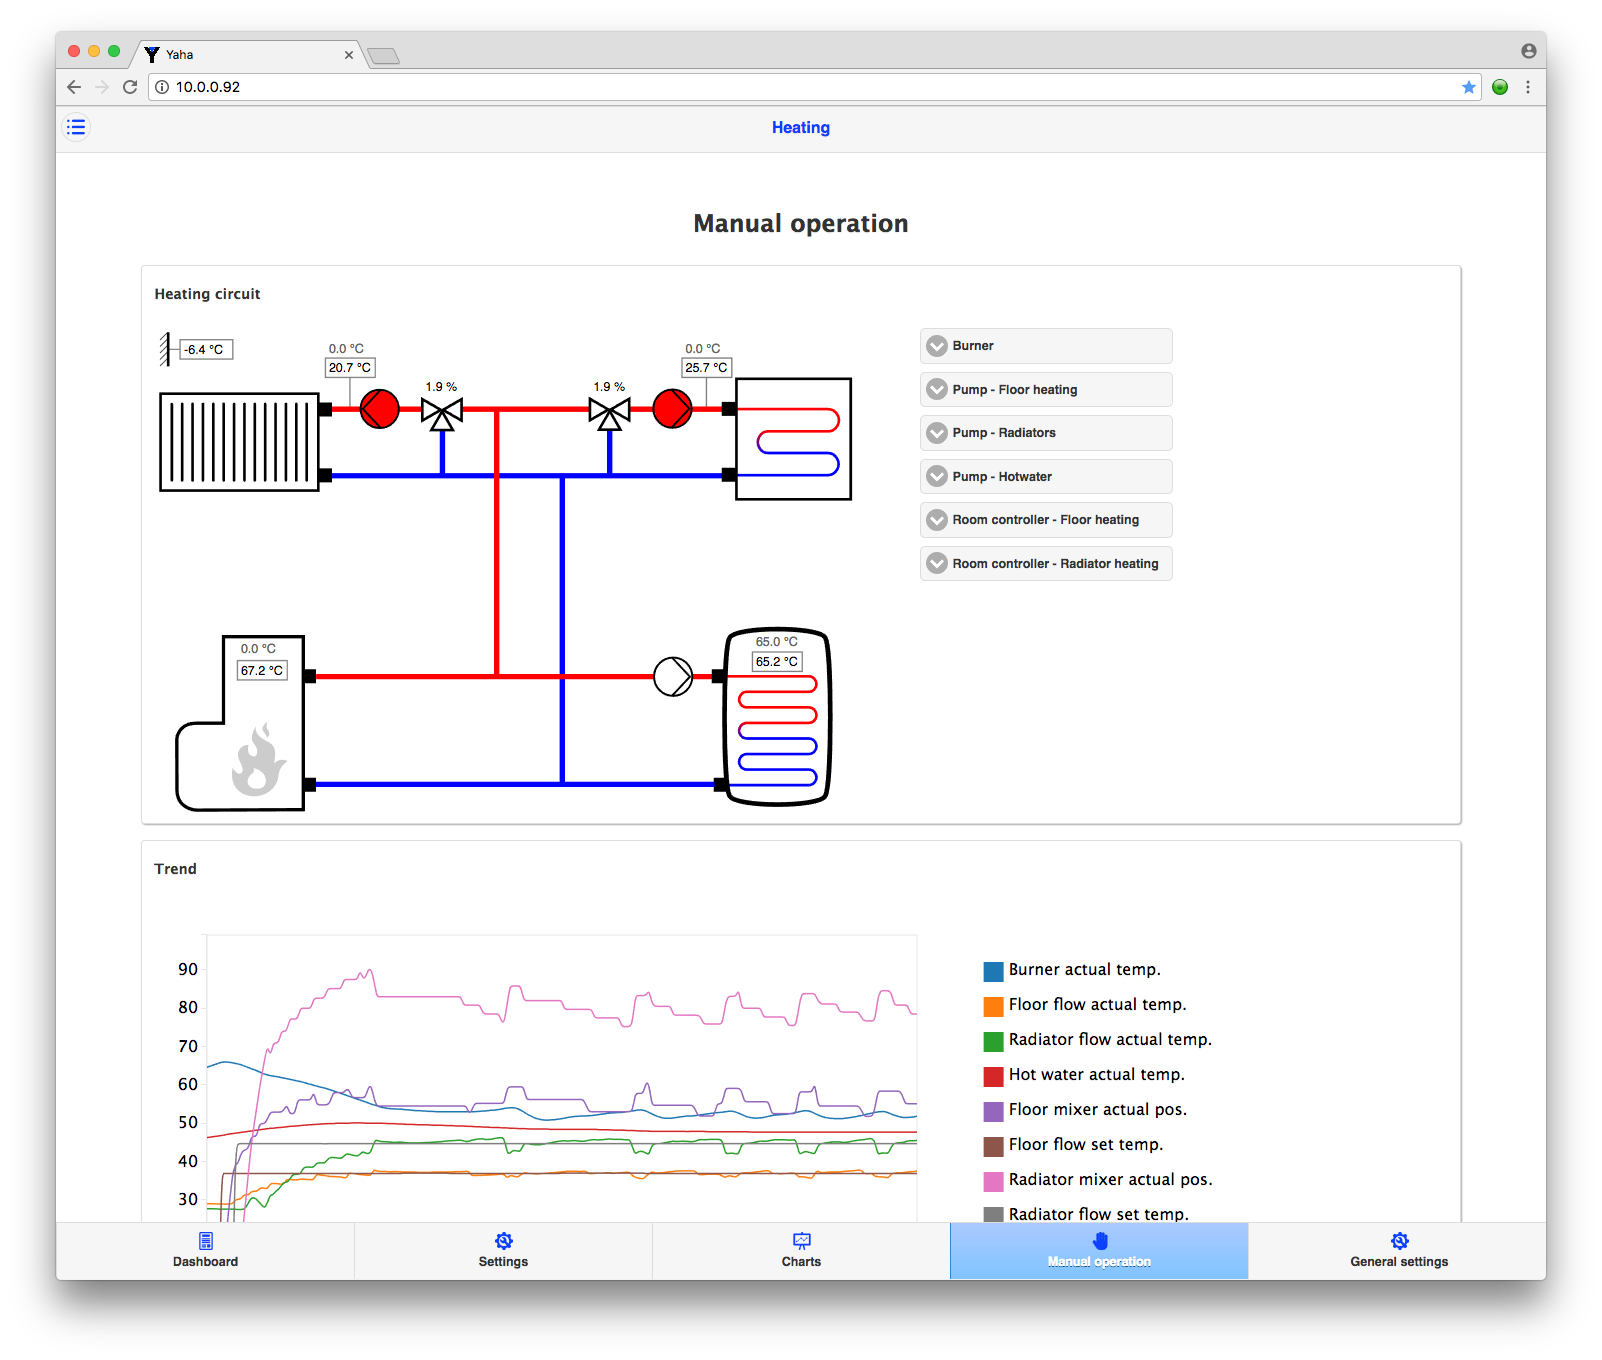 Yaha
10.0.0.92
Heating
Manual operation
Heating circuit
-6.4 °C
0.0 °C
20.7 °C
1.9 %
1.9 %
0.0 °C
25.7 °C
Burner
Pump - Floor heating
Pump - Radiators
Pump - Hotwater
Room controller - Floor heating
Room controller - Radiator heating
0.0 °C
67.2 °C
65.0 °C
65.2 °C
Trend
90
80
70
60
50
40
30
Burner actual temp.
Floor flow actual temp.
Radiator flow actual temp.
Hot water actual temp.
Floor mixer actual pos.
Floor flow set temp.
Radiator mixer actual pos.
Radiator flow set temp.
Dashboard
Settings
Charts
Manual operation
General settings